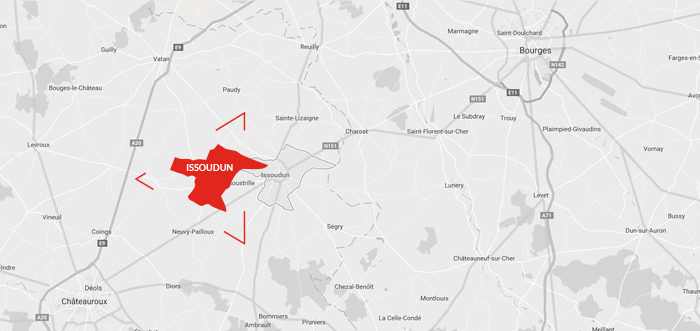 E11
Marmagne
Saint-Doulchard
Reuilly
Bourges
Guilly
E9
Vatan
N142
Farges-en-S
Bouges-le-Château
Paudy
E11
N151
Sainte-Lizaigne
Le Subdray
Trouy
Charost
Saint-Florent-sur-Cher
Plaimpied-Givaudins
Levroux
A20
N151
Vornay
ISSOUDUN
Issoudun
oustrille
Lunery
Levet
Vineuil
A71
Bussy
Coings
Neuvy-Pailloux
Ségry
Dun-sur-Auron
E9
Châteauneuf-sur-Cher
Indre
Déols
Diors
Chezal-Benoît
Châteauroux
Montlouis
A20
Bommiers
La Celle-Condé
Ambrault
Pruniers
Meillant